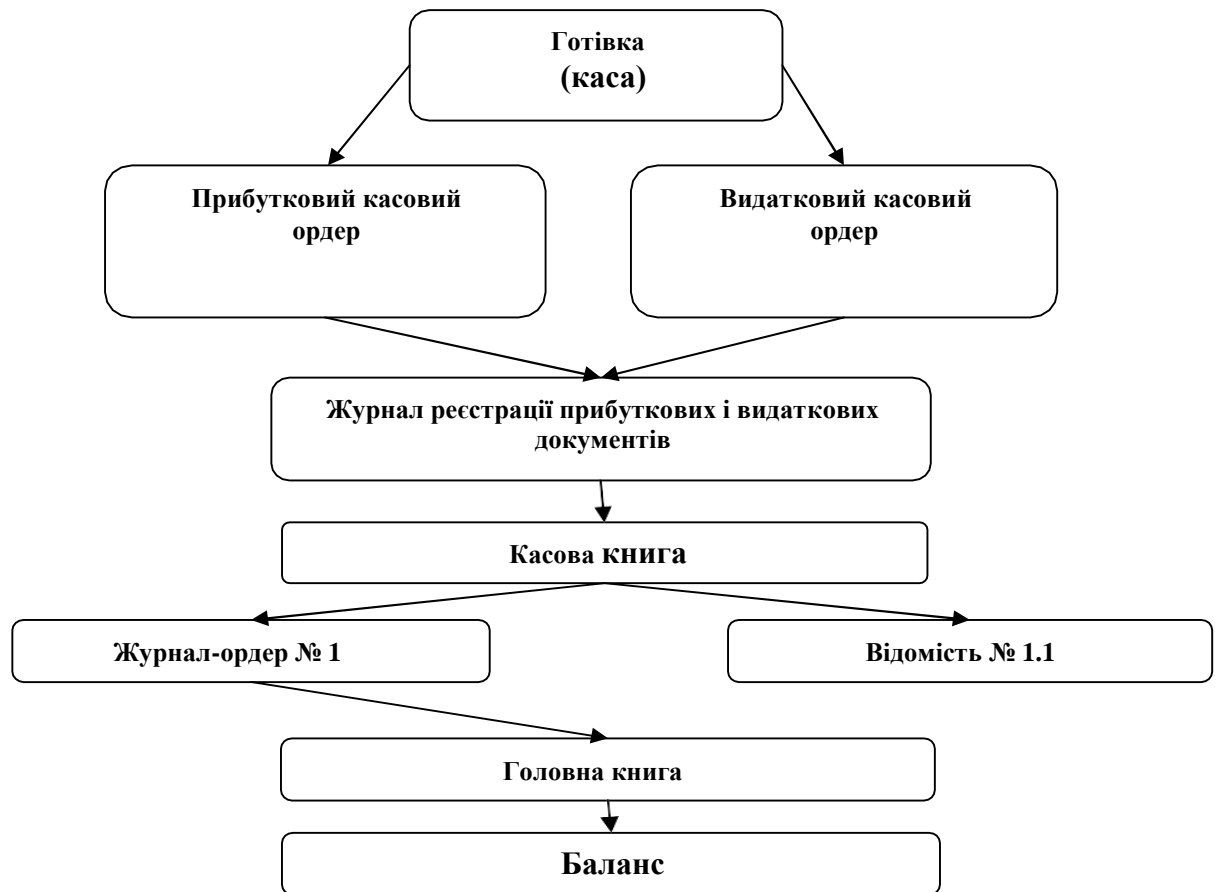 Готівка
(каса)
Прибутковий касовий
ордер
Видатковий касовий
ордер
Журнал реєстрації прибуткових і видаткових
документів
Касова книга
Журнал-ордер № 1
Відомість № 1.1
Головна книга
Баланс